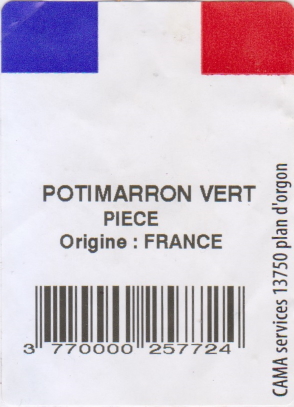 POTIMARRON VERT
PIECE
Origine : FRANCE
3 770000 257724
CAMA services 13750 plan d'orgon